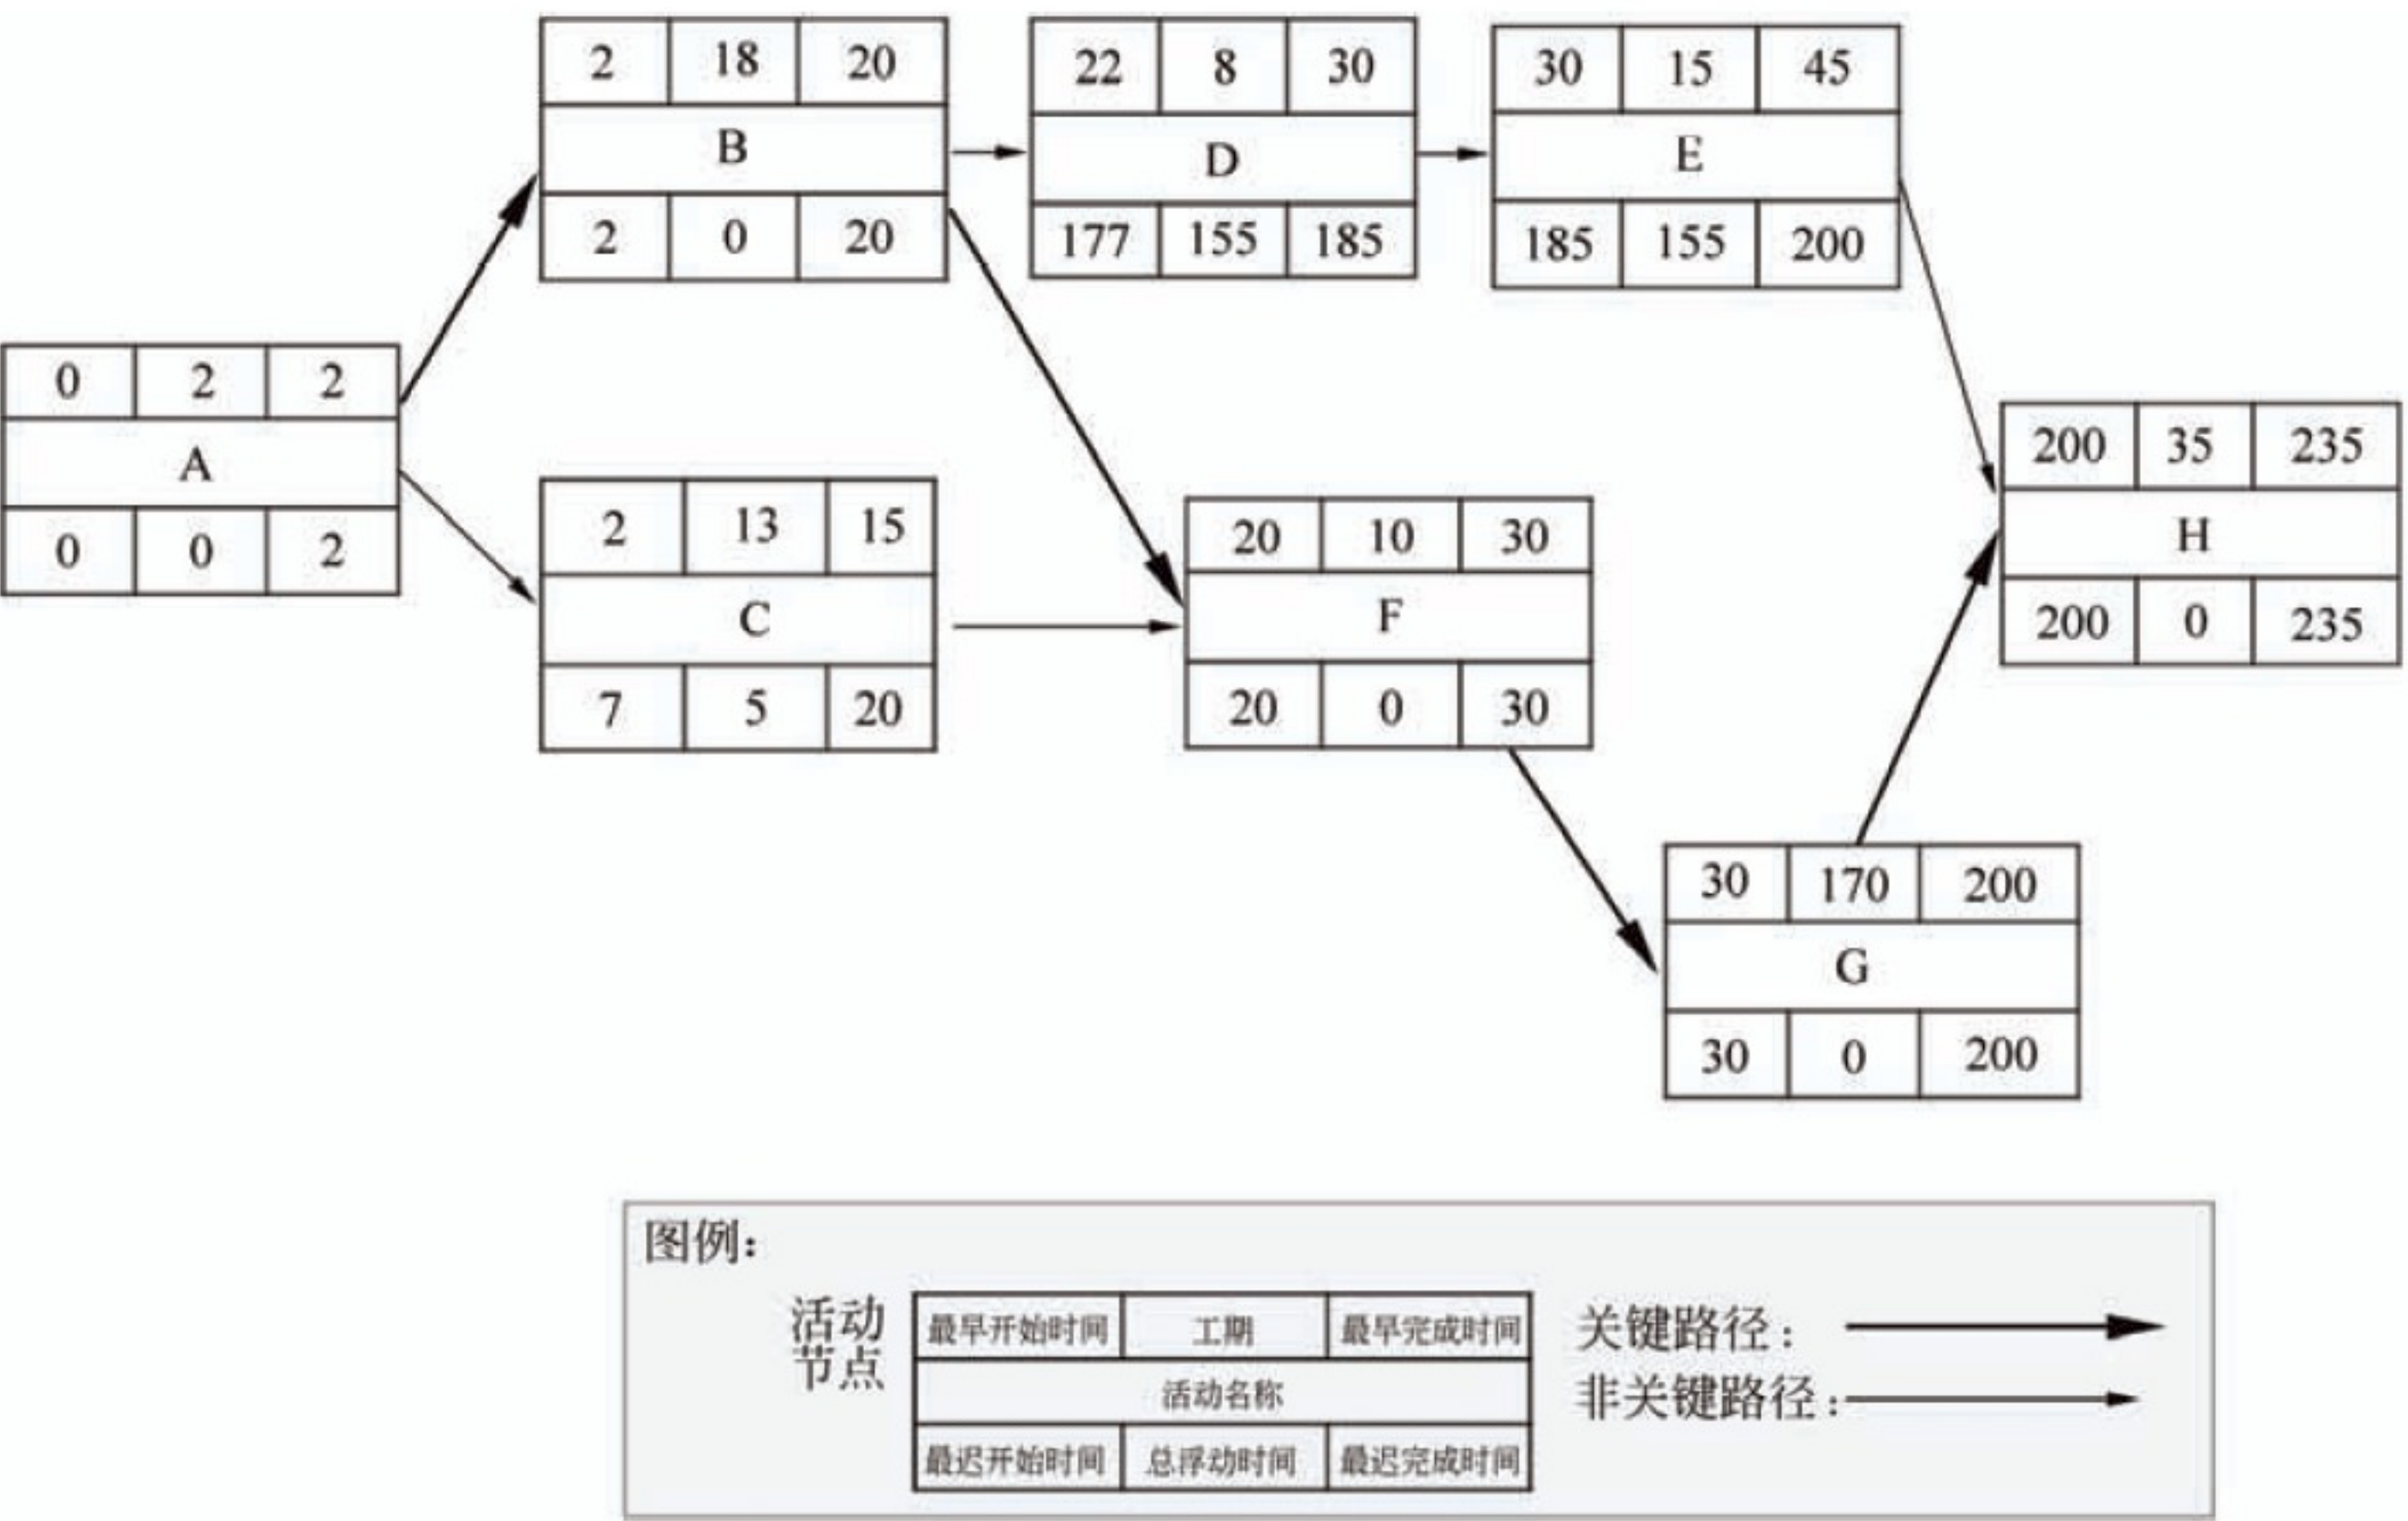 2 18 20
B
2 0 20
22 8 30
D
177 155 185
30 15 45
E
185 155 200
0 2 2
A
0 0 2
2 13 15
C
7 5 20
20 10 30
F
20 0 30
200 35 235
H
200 0 235
30 170 200
G
30 0 200
图例：
活动
节点
最早开始时间 工期 最早完成时间
活动名称
最迟开始时间 总浮动时间 最迟完成时间
关键路径：
非关键路径：